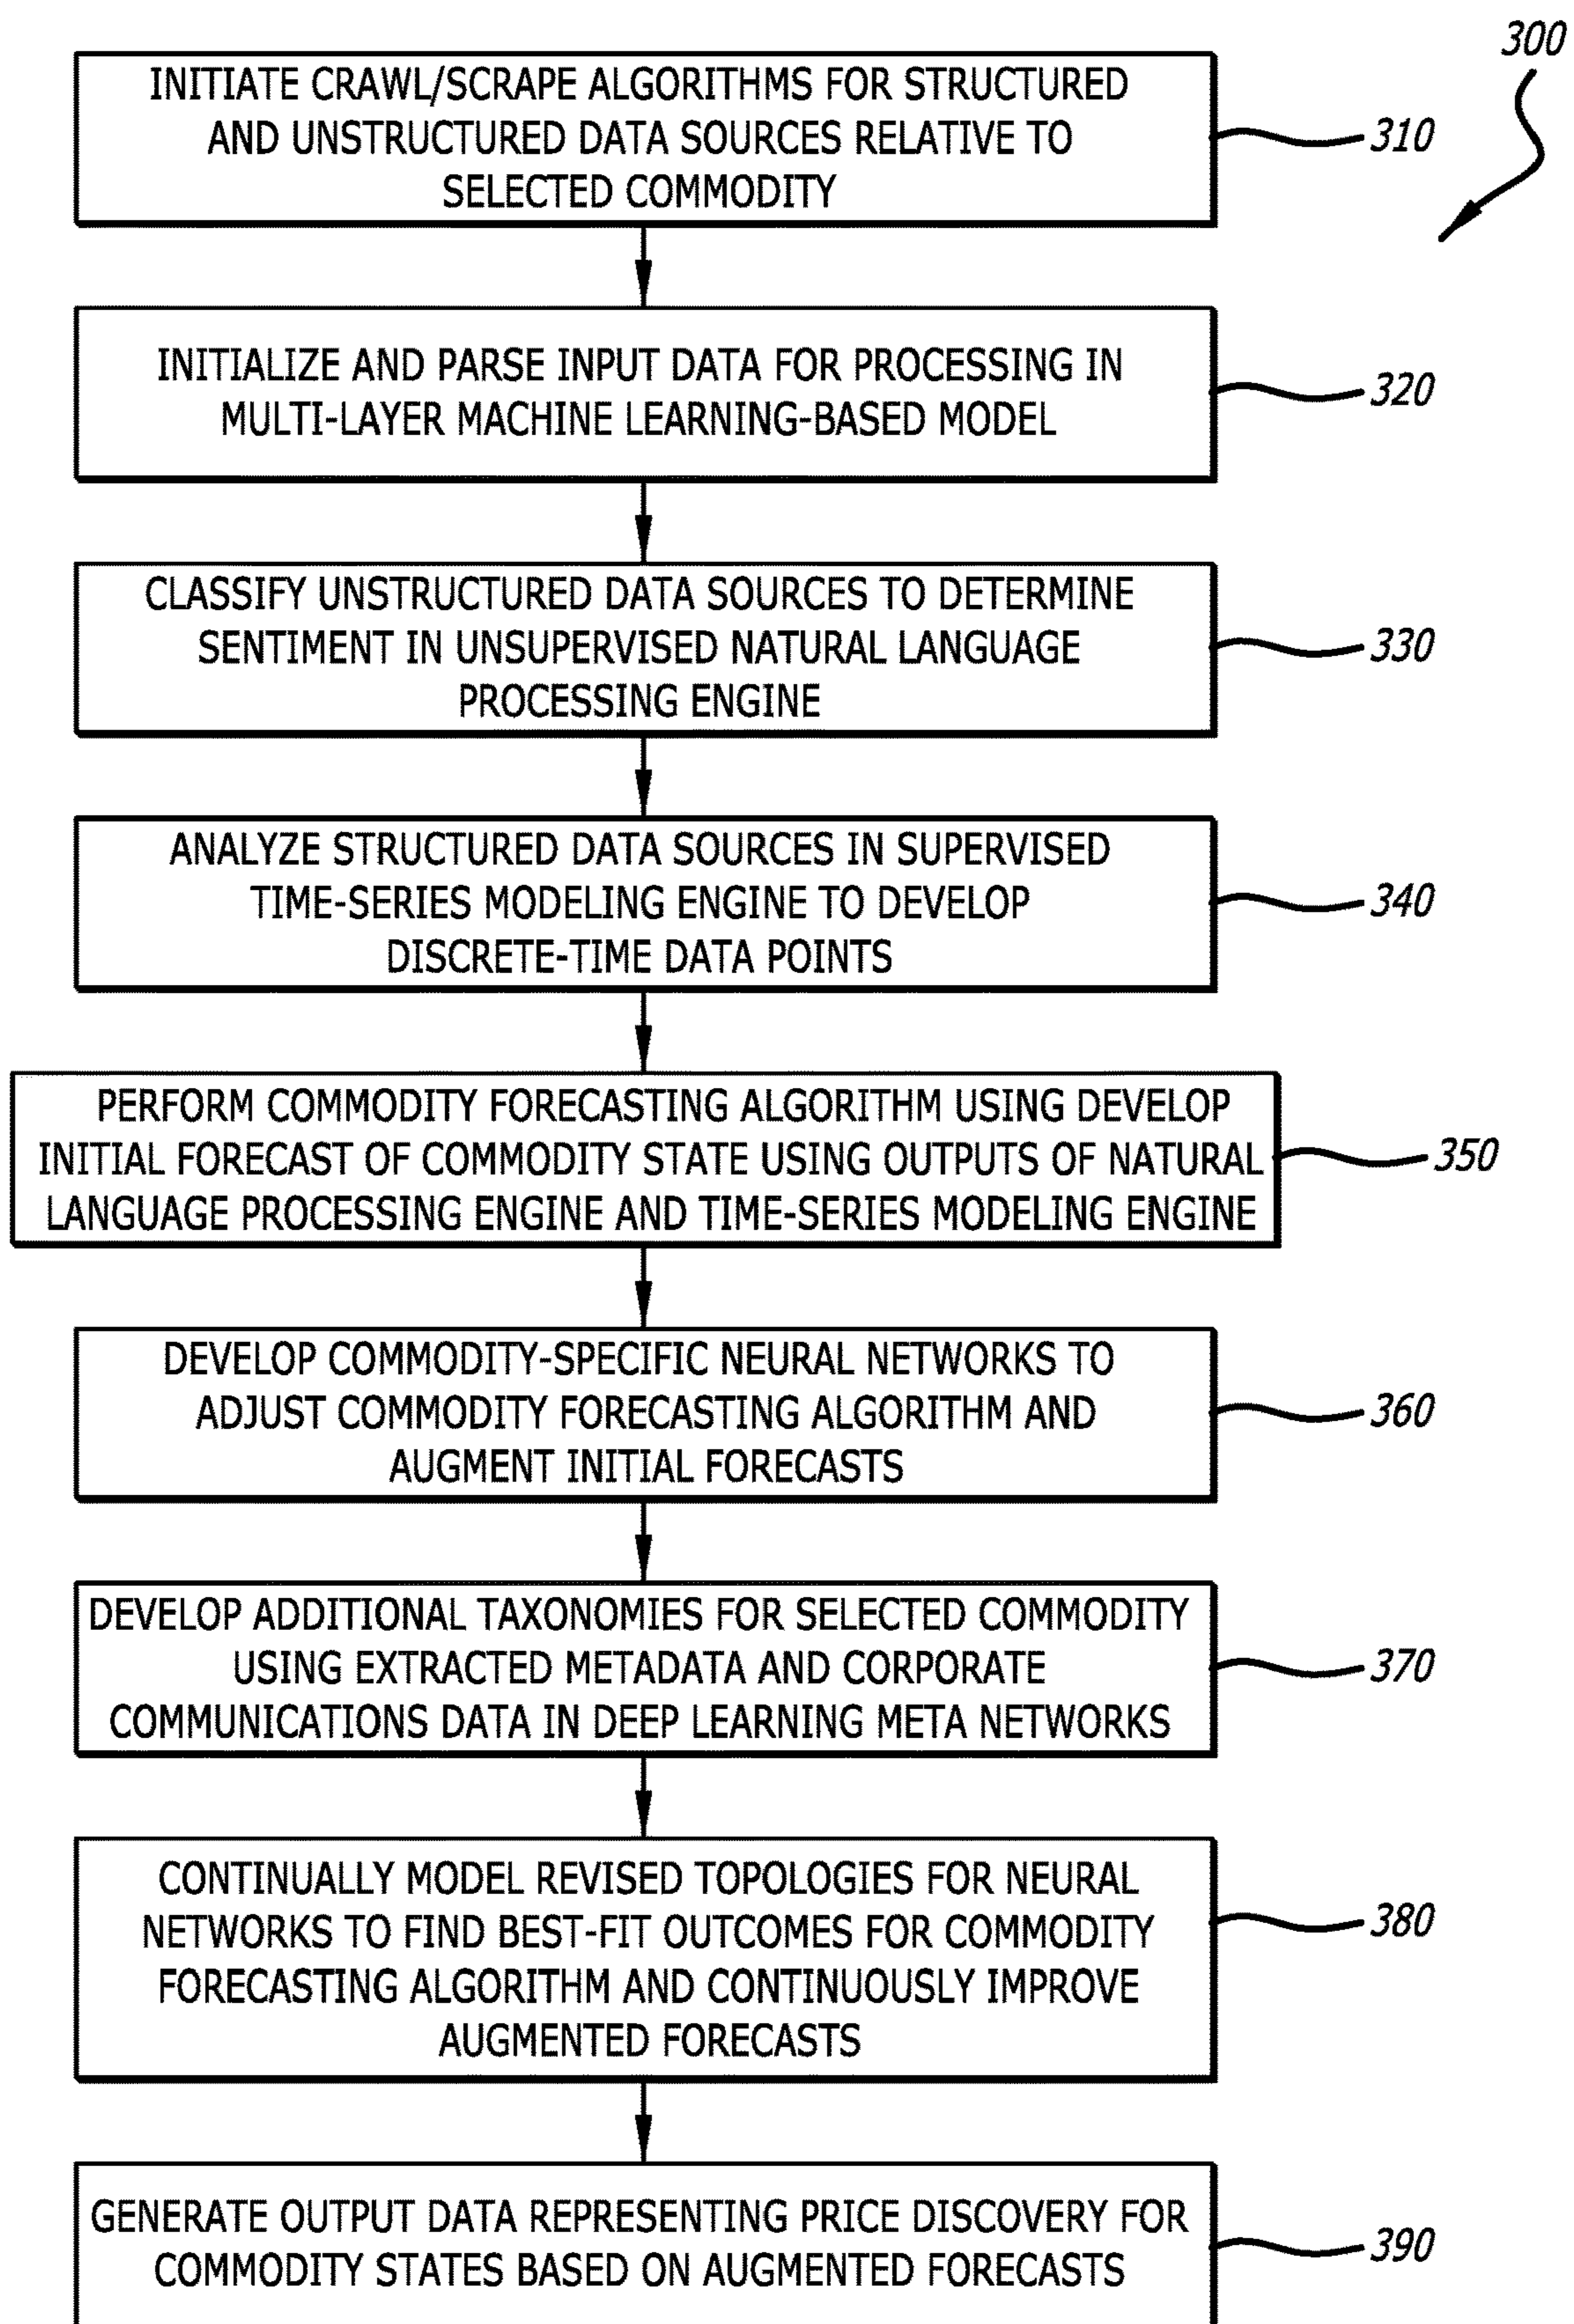 300
INITIATE CRAWL/SCRAPE ALGORITHMS FOR STRUCTURED
AND UNSTRUCTURED DATA SOURCES RELATIVE TO
SELECTED COMMODITY
310
INITIALIZE AND PARSE INPUT DATA FOR PROCESSING IN
MULTI-LAYER MACHINE LEARNING-BASED MODEL
320
CLASSIFY UNSTRUCTURED DATA SOURCES TO DETERMINE
SENTIMENT IN UNSUPERVISED NATURAL LANGUAGE
PROCESSING ENGINE
330
ANALYZE STRUCTURED DATA SOURCES IN SUPERVISED
TIME-SERIES MODELING ENGINE TO DEVELOP
DISCRETE-TIME DATA POINTS
340
PERFORM COMMODITY FORECASTING ALGORITHM USING DEVELOP
INITIAL FORECAST OF COMMODITY STATE USING OUTPUTS OF NATURAL
LANGUAGE PROCESSING ENGINE AND TIME-SERIES MODELING ENGINE
350
DEVELOP COMMODITY-SPECIFIC NEURAL NETWORKS TO
ADJUST COMMODITY FORECASTING ALGORITHM AND
AUGMENT INITIAL FORECASTS
360
DEVELOP ADDITIONAL TAXONOMIES FOR SELECTED COMMODITY
USING EXTRACTED METADATA AND CORPORATE
COMMUNICATIONS DATA IN DEEP LEARNING META NETWORKS
370
CONTINUALLY MODEL REVISED TOPOLOGIES FOR NEURAL
NETWORKS TO FIND BEST-FIT OUTCOMES FOR COMMODITY
FORECASTING ALGORITHM AND CONTINUOUSLY IMPROVE
AUGMENTED FORECASTS
380
GENERATE OUTPUT DATA REPRESENTING PRICE DISCOVERY FOR
COMMODITY STATES BASED ON AUGMENTED FORECASTS
390